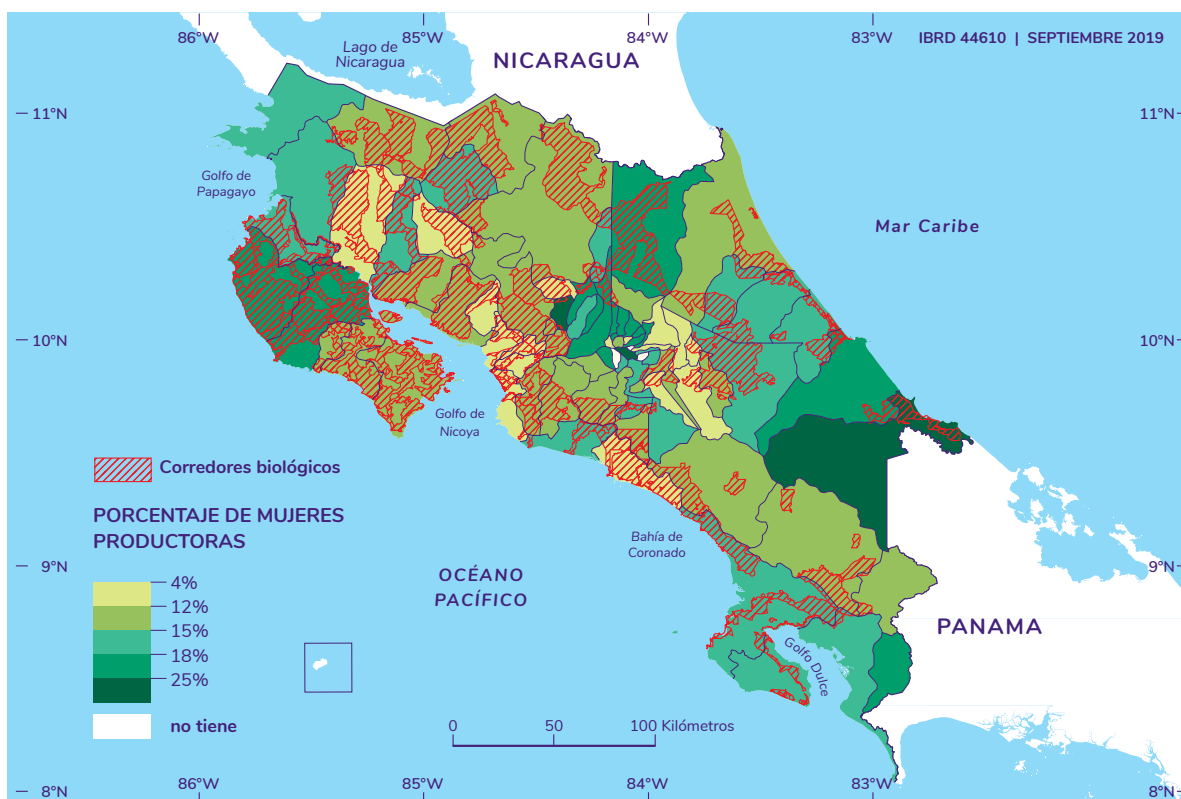 86°W
85°W
84°W
83°W
IBRD 44610 | SEPTIEMBRE 2019
Lago de
Nicaragua
NICARAGUA
11°N
11°N
Golfo de
Papagayo
Mar Caribe
10°N
10°N
Golfo de
Nicoya
Corredores biológicos
PORCENTAJE DE MUJERES
PRODUCTORAS
4%
12%
15%
18%
25%
no tiene
Bahía de
Coronado
OCÉANO
PACÍFICO
9°N
9°N
PANAMA
Golfo Dulce
0
50
100 Kilómetros
86°W
85°W
84°W
83°W
8°N
8°N